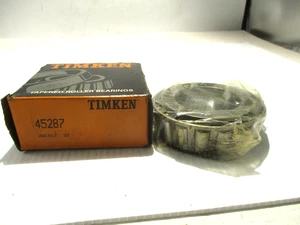 TIMKEN
TAPERED ROLLER BEARINGS
TIMKEN
45287